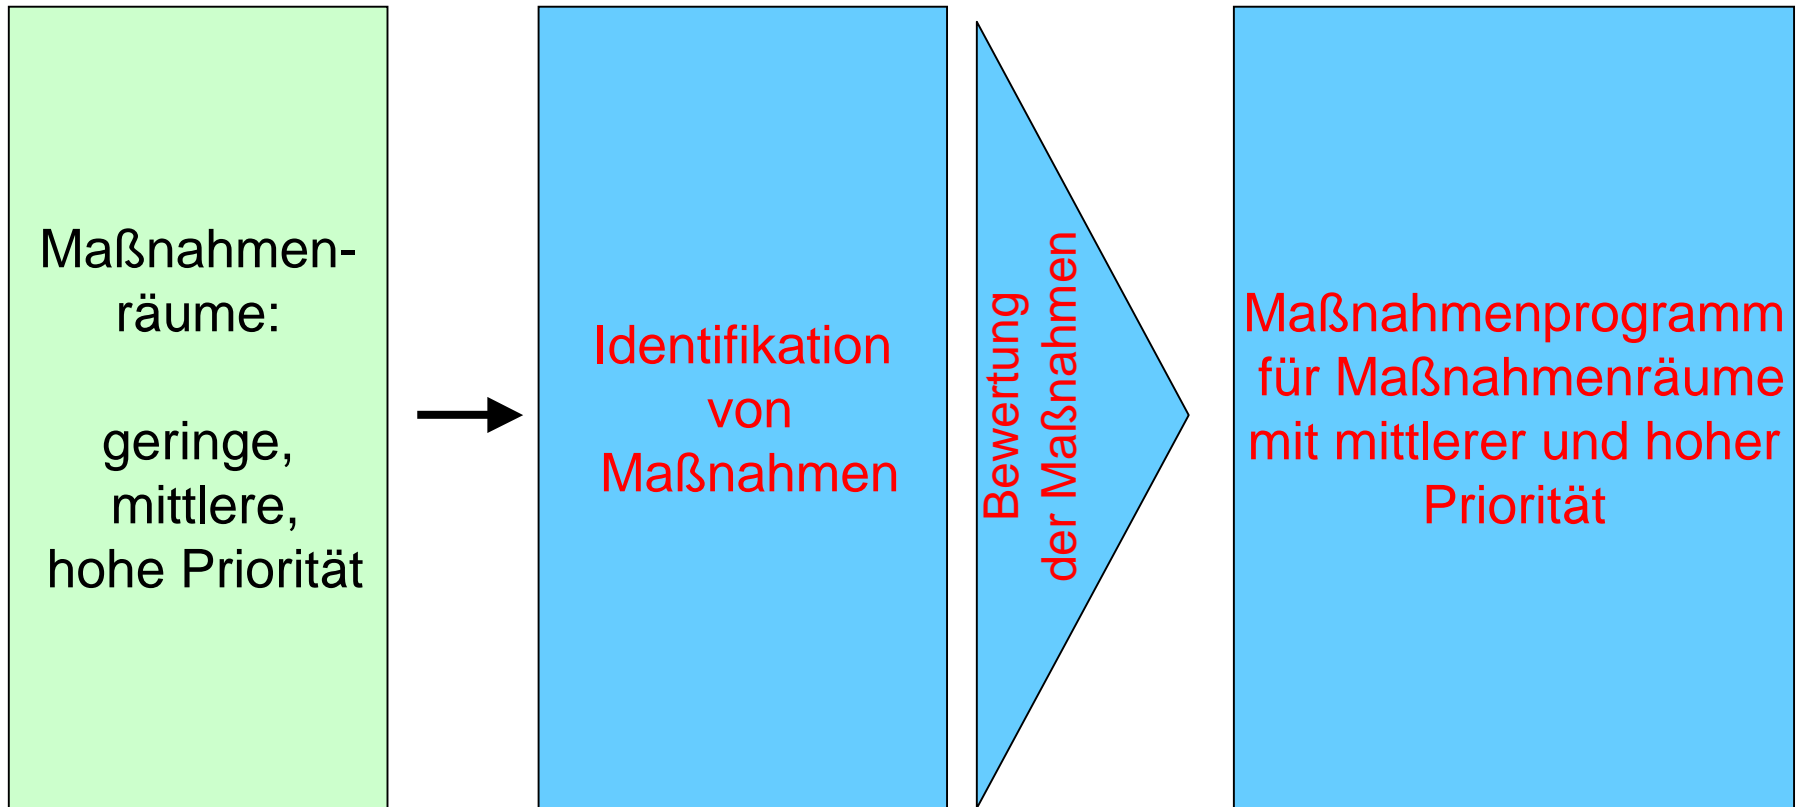 Maßnahmen-
räume:
geringe,
mittlere,
hohe Priorität
Identifikation
von
Maßnahmen
Bewertung
der Maßnahmen
Maßnahmenprogramm
für Maßnahmenräume
mit mittlerer und hoher
Priorität